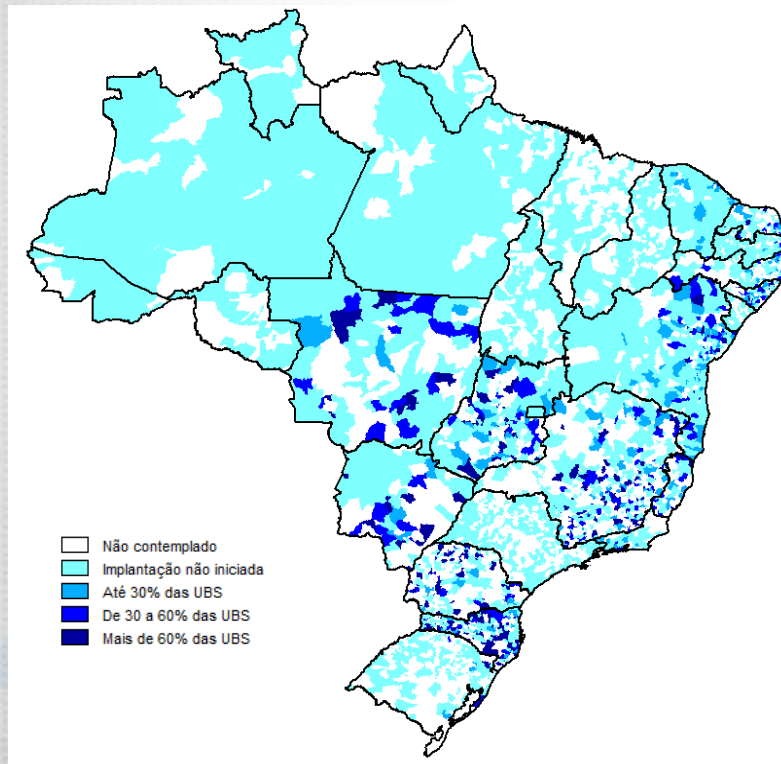 Não contemplado
Implantação não iniciada
Até 30% das UBS
De 30 a 60% das UBS
Mais de 60% das UBS